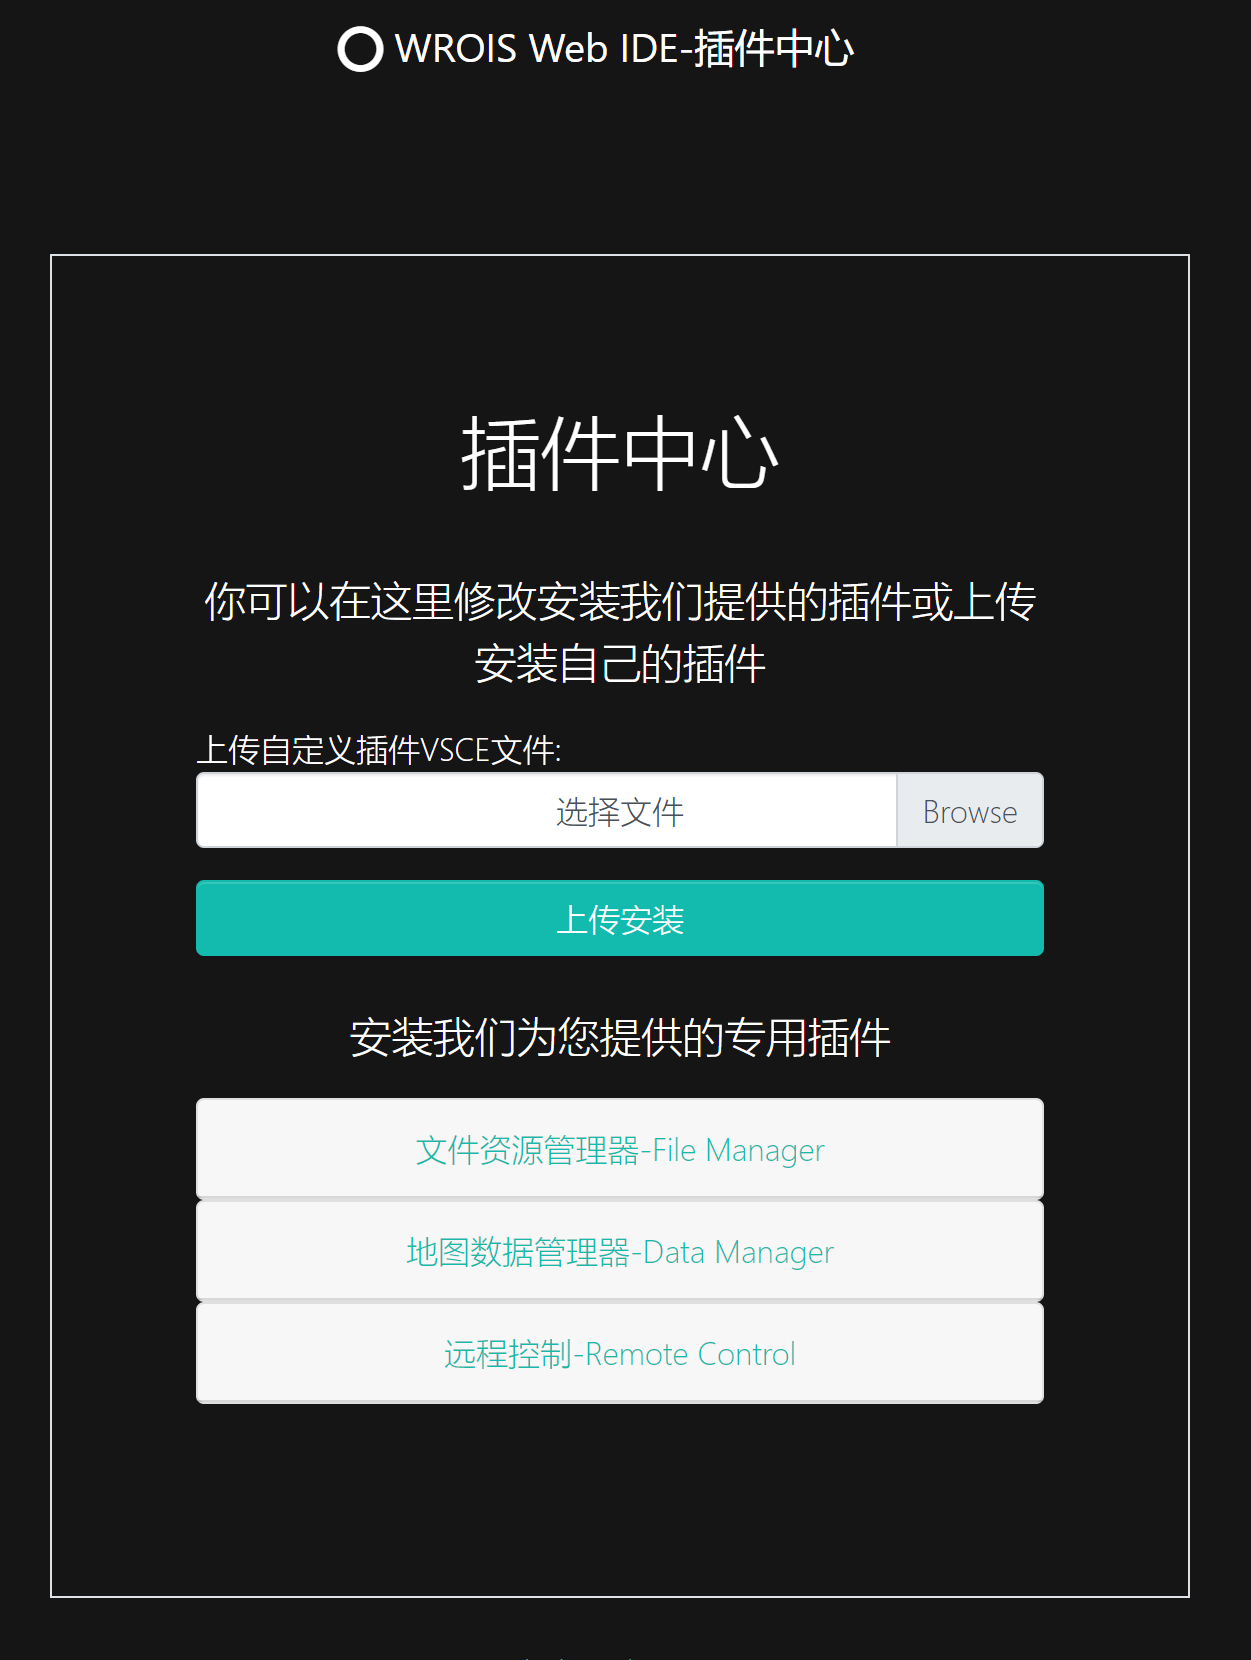 WROIS Web IDE-插件中心
插件中心
你可以在这里修改安装我们提供的插件或上传
安装自己的插件
上传自定义插件VSCE文件:
选择文件
Browse
上传安装
安装我们为您提供的专用插件
文件资源管理器-File Manager
地图数据管理器-Data Manager
远程控制-Remote Control